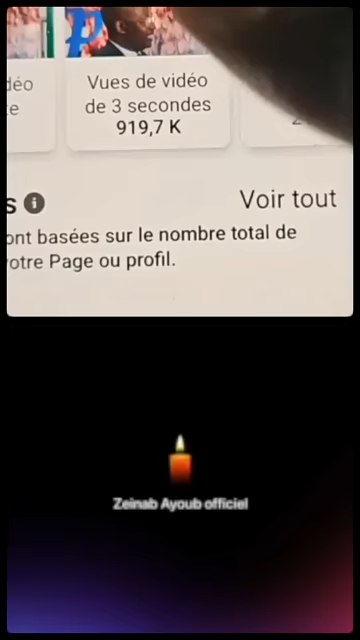 déo
Vues de vidéo
de 3 secondes
919,7 K
s
Voir tout
ont basées sur le nombre total de
otre Page ou profil.
Zeinab Ayoub officiel